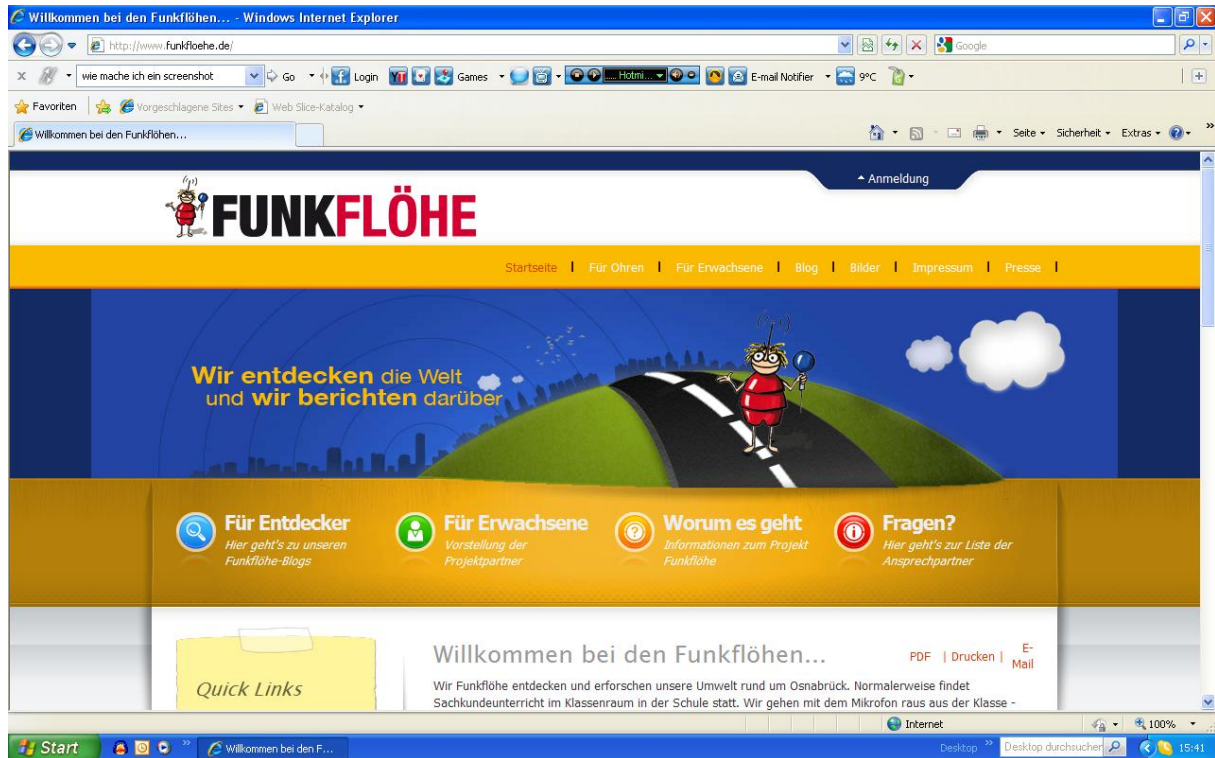 Willkommen bei den Funkflöhen... - Windows Internet Explorer
http://www.funkfloehe.de/
Google
wie mache ich ein screenshot Go Login Games Hotmi... E-mail Notifier 9°C
Favoriten Vorgeschlagene Sites Web Slice-Katalog
Willkommen bei den Funkflöhen...
Seite Sicherheit Extras
Anmeldung
FUNKFLÖHE
Startseite | Für Ohren | Für Erwachsene | Blog | Bilder | Impressum | Presse |
Wir entdecken die Welt
und wir berichten darüber
Für Entdecker
Hier geht's zu unseren
Funkflöhe-Blogs
Für Erwachsene
Vorstellung der
Projektpartner
Worum es geht
Informationen zum Projekt
Funkflöhe
Fragen?
Hier geht's zur Liste der
Ansprechpartner
Quick Links
Willkommen bei den Funkflöhen...
PDF | Drucken | E-
Mail
Wir Funkflöhe entdecken und erforschen unsere Umwelt rund um Osnabrück. Normalerweise findet
Sachkundeunterricht im Klassenraum in der Schule statt. Wir gehen mit dem Mikrofon raus aus der Klasse -
Internet 100%
Start Willkommen bei den F... Desktop Desktop durchsuchen 15:41